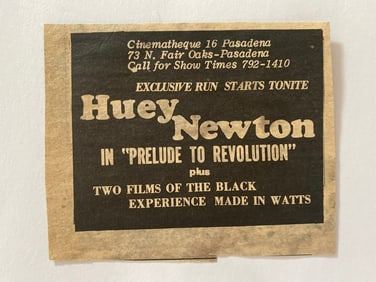 Cinematheque 16 Pasadena
73 N. Fair Oaks-Pasadena
Call for Show Times 792-1410
EXCLUSIVE RUN STARTS TONITE
Huey
Newton
IN "PRELUDE TO REVOLUTION"
plus
TWO FILMS OF THE BLACK
EXPERIENCE MADE IN WATTS